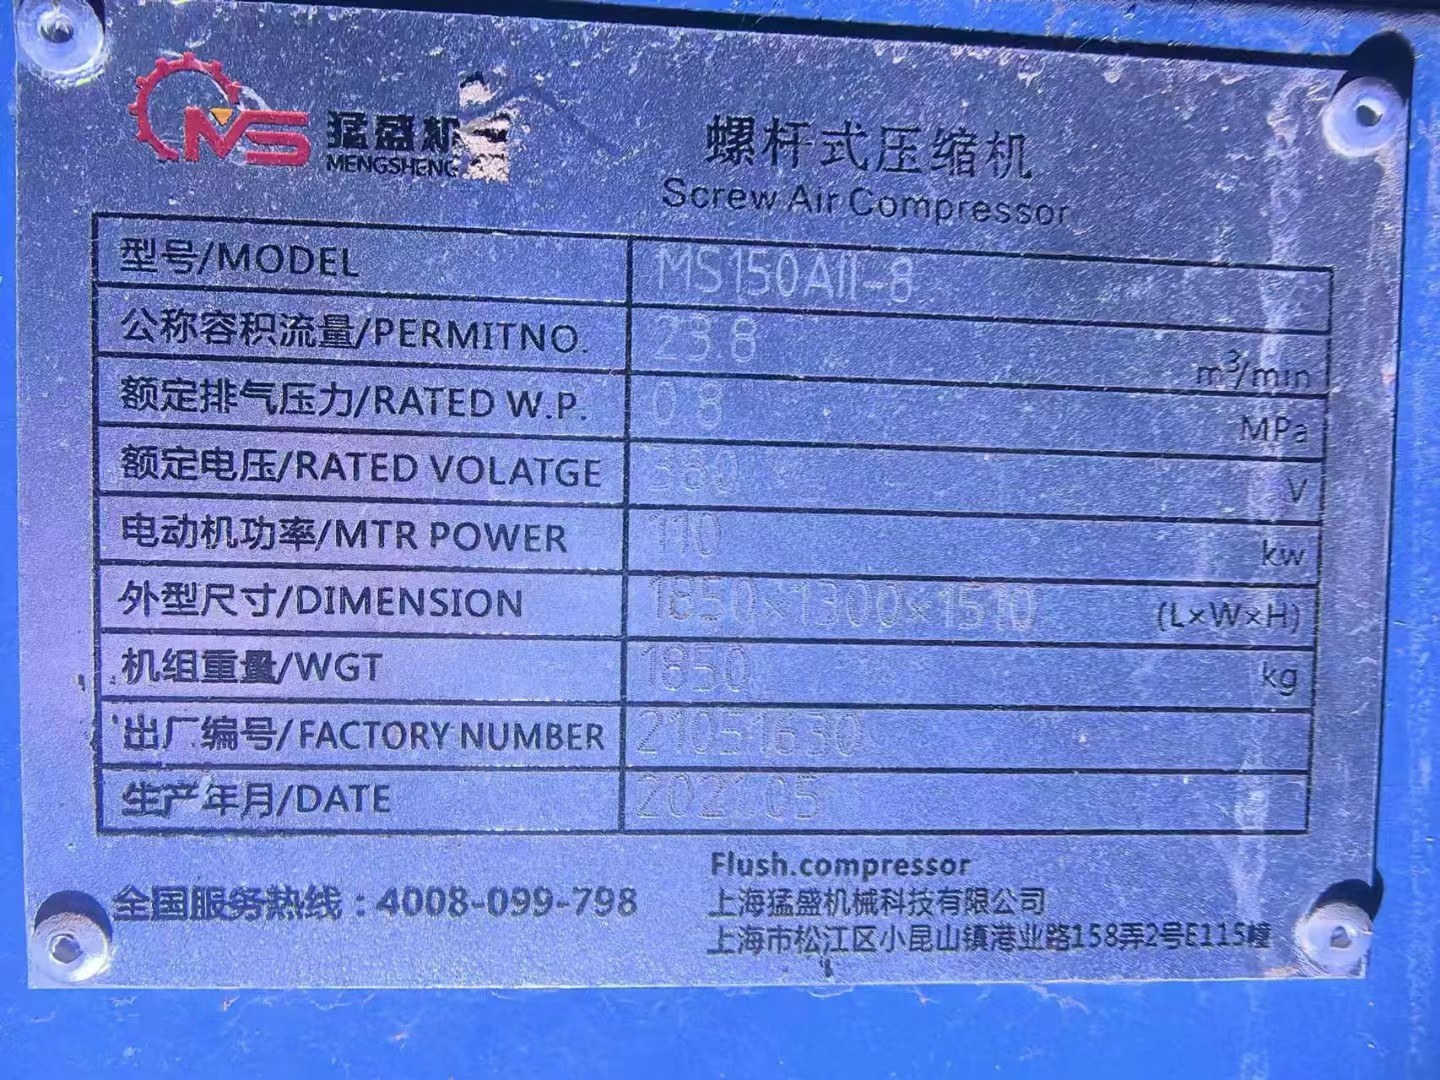 MS 猛盛机
MENGSHENG
螺杆式压缩机
Screw Air Compressor
型号/MODEL MS150AII-8
公称容积流量/PERMITNO. 23.8 m³/min
额定排气压力/RATED W.P. 0.8 MPa
额定电压/RATED VOLATGE 380 V
电动机功率/MTR POWER 110 kw
外型尺寸/DIMENSION 1850×1300×1510 (L×W×H)
机组重量/WGT 1850 kg
出厂编号/FACTORY NUMBER 21051630
生产年月/DATE 2021.05
全国服务热线：4008-099-798
Flush.compressor
上海猛盛机械科技有限公司
上海市松江区小昆山镇港业路158弄2号E115幢